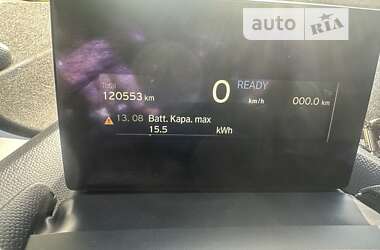 auto RIA
Total
120553 km
0 km/h
READY
000.0 km
13. 08 Batt. Kapa. max
15.5 kWh